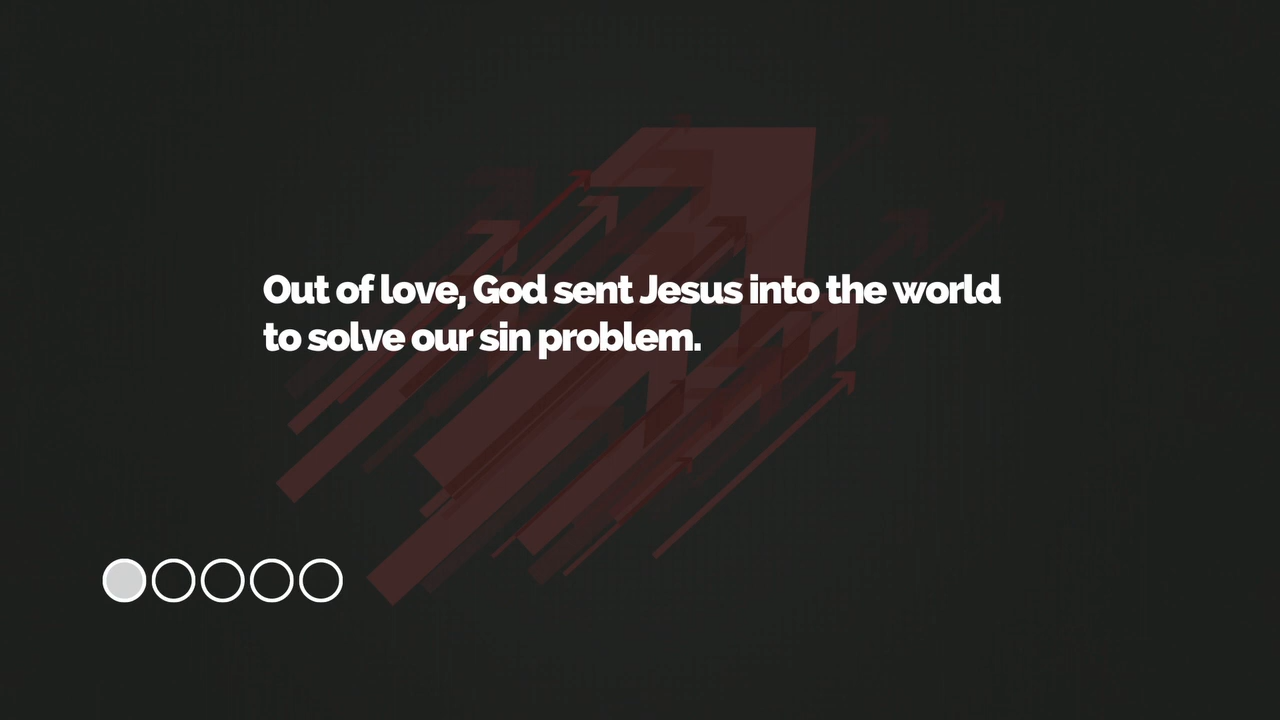 Out of love, God sent Jesus into the world
to solve our sin problem.